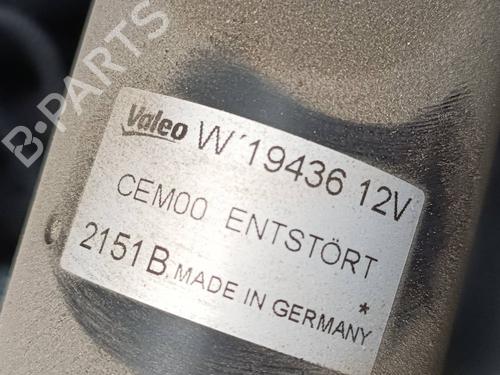 B-PARTS
Valeo W 19436 12V
CEM00 ENTSTÖRT
2151B MADE IN GERMANY *